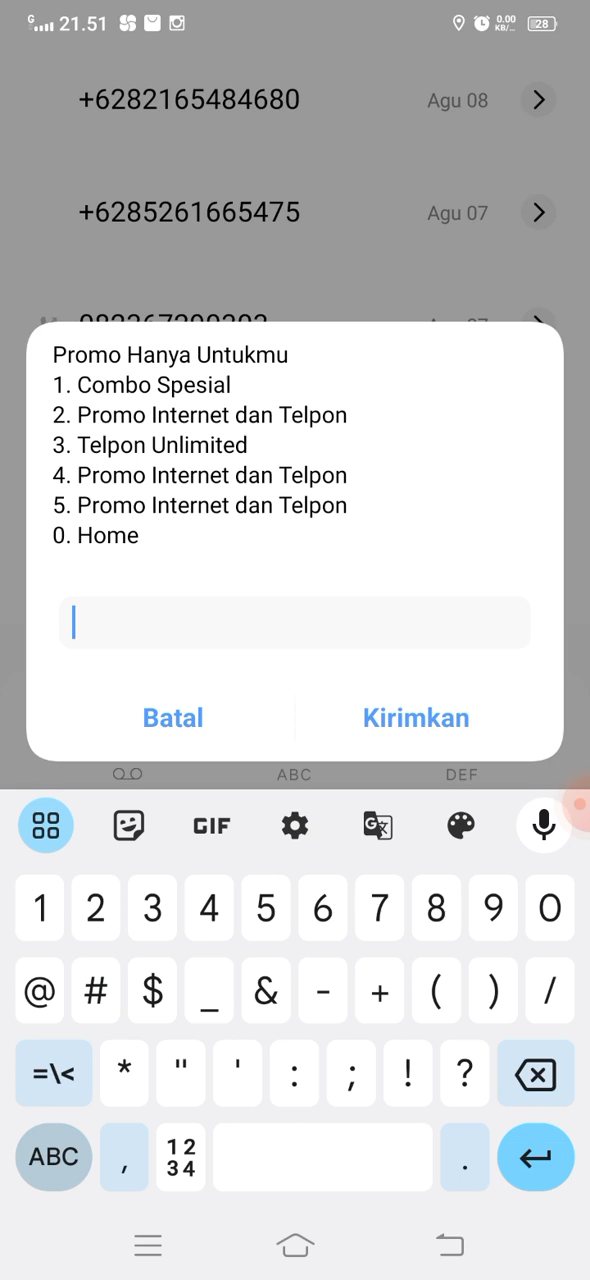 G 21.51 0.00 KB/... 28
+6282165484680 Agu 08
+6285261665475 Agu 07
Promo Hanya Untukmu
1. Combo Spesial
2. Promo Internet dan Telpon
3. Telpon Unlimited
4. Promo Internet dan Telpon
5. Promo Internet dan Telpon
0. Home
Batal Kirimkan
ABC DEF
GIF
1 2 3 4 5 6 7 8 9 0
@ # $ _ & - + ( ) /
=\< * " ' : ; ! ?
ABC , 12 34 .